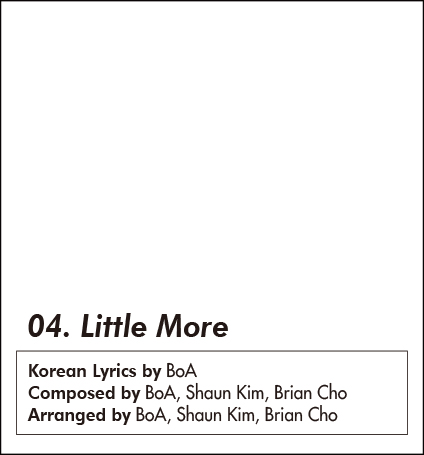 04. Little More
Korean Lyrics by BoA
Composed by BoA, Shaun Kim, Brian Cho
Arranged by BoA, Shaun Kim, Brian Cho